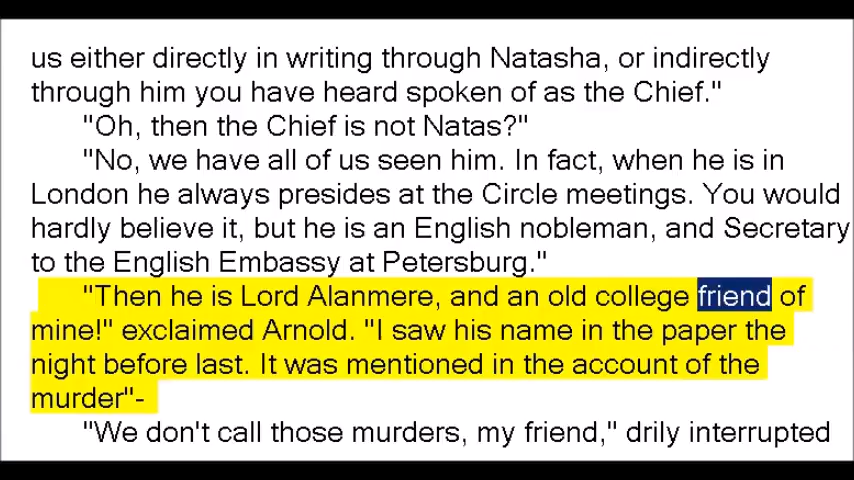 us either directly in writing through Natasha, or indirectly
through him you have heard spoken of as the Chief."
"Oh, then the Chief is not Natas?"
"No, we have all of us seen him. In fact, when he is in
London he always presides at the Circle meetings. You would
hardly believe it, but he is an English nobleman, and Secretary
to the English Embassy at Petersburg."
"Then he is Lord Alanmere, and an old college friend of
mine!" exclaimed Arnold. "I saw his name in the paper the
night before last. It was mentioned in the account of the
murder"-
"We don't call those murders, my friend," drily interrupted